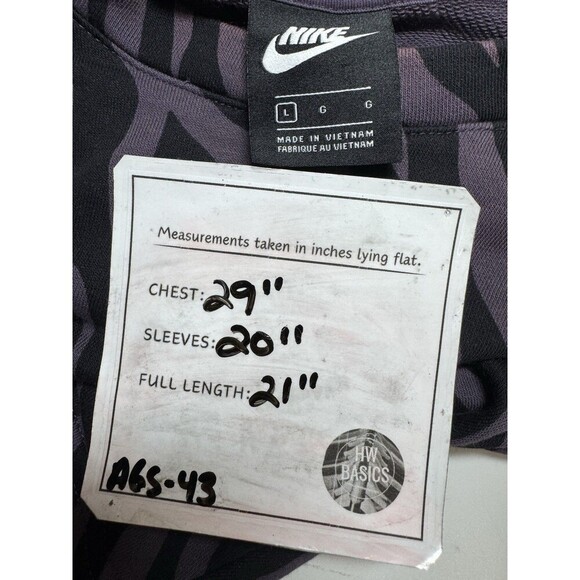 NIKE
L G G
MADE IN VIETNAM
FABRIQUE AU VIETNAM
Measurements taken in inches lying flat.
CHEST: 29"
SLEEVES: 20"
FULL LENGTH: 21"
HW
BASICS
AGS-43